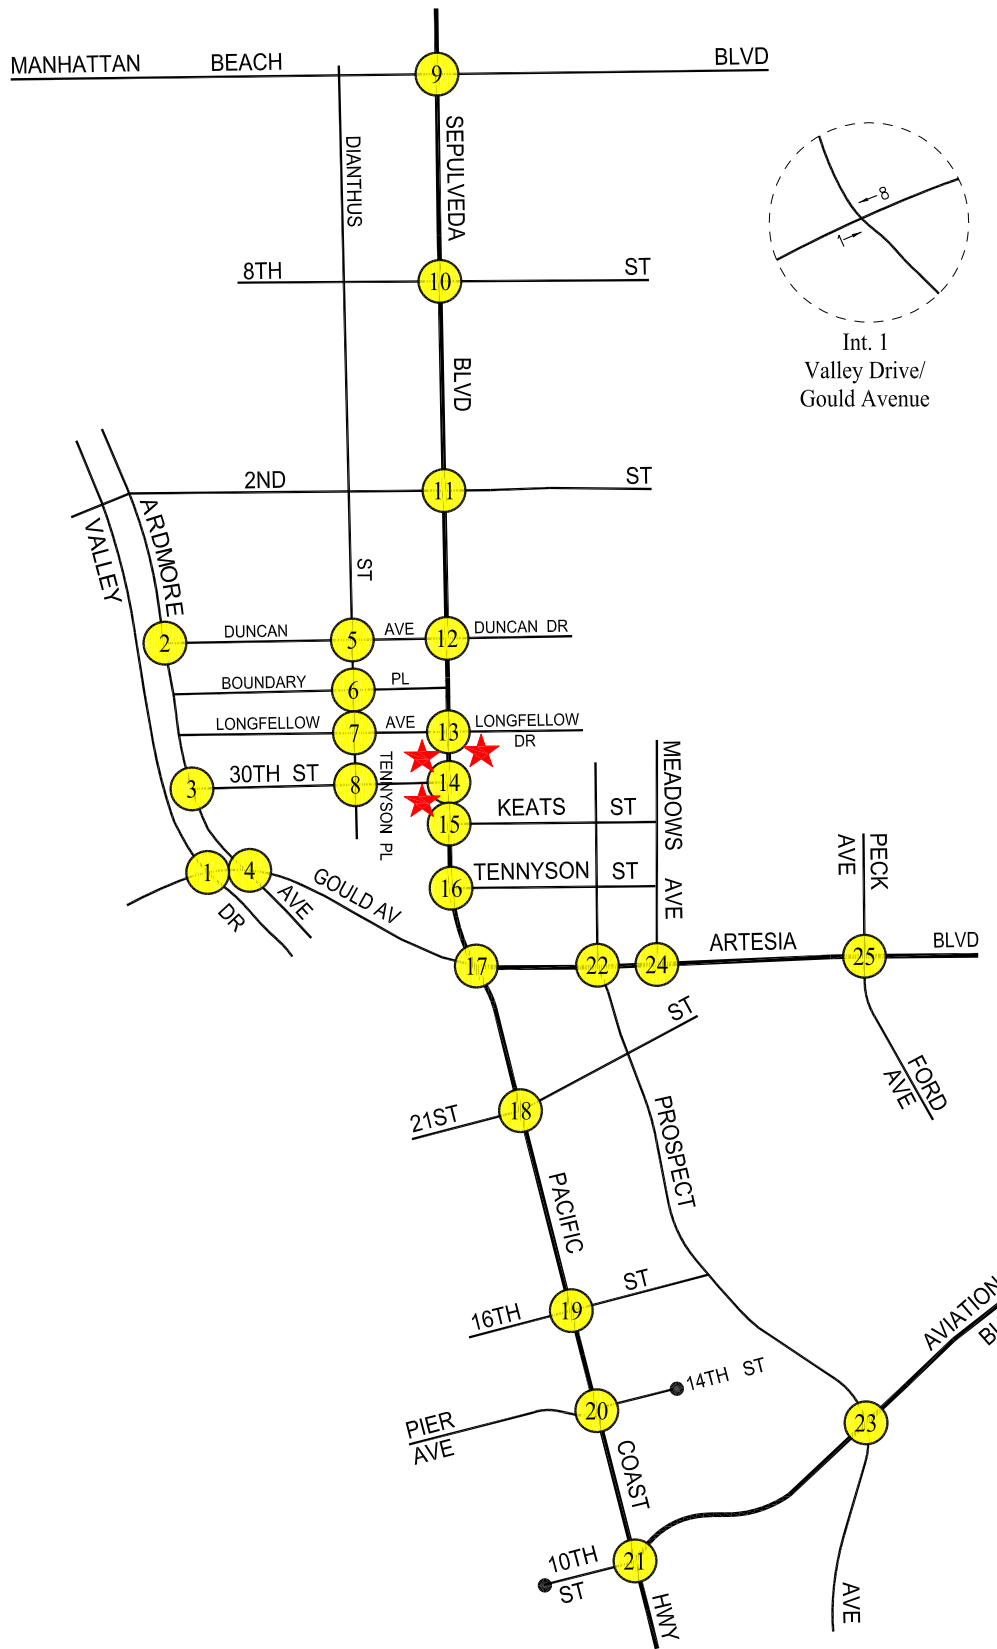 MANHATTAN BEACH BLVD
9
SEPULVEDA
DIANTHUS
8
1
8TH ST
10
Int. 1
Valley Drive/
Gould Avenue
BLVD
2ND ST
11
ARDMORE
VALLEY
ST
2 DUNCAN 5 AVE 12 DUNCAN DR
BOUNDARY 6 PL
LONGFELLOW 7 AVE 13 LONGFELLOW
DR
3 30TH ST 8 14
TENNYSON PL
MEADOWS
AVE
15 KEATS ST
16 TENNYSON ST
PECK
AVE
1 4
GOULD AV
AVE
DR
17 22 24 ARTESIA 25 BLVD
ST
21ST 18
FORD
AVE
PROSPECT
PACIFIC
16TH 19 ST
AVIATION
14TH ST
PIER
AVE
20
23
COAST
10TH
ST
21
AVE
HWY